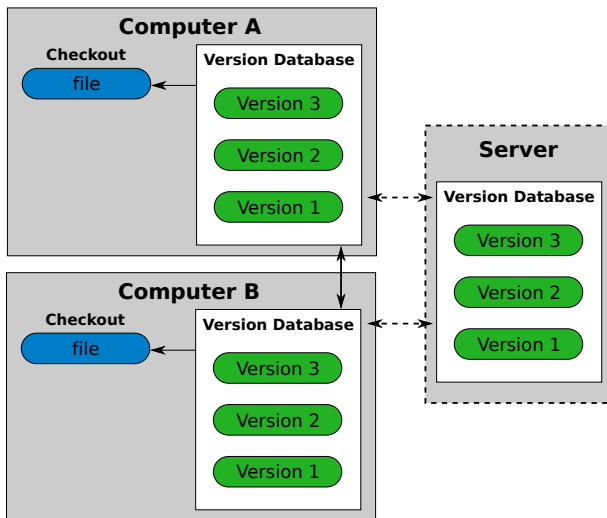 Computer A
Checkout
file
Version Database
Version 3
Version 2
Version 1
Computer B
Checkout
file
Version Database
Version 3
Version 2
Version 1
Server
Version Database
Version 3
Version 2
Version 1